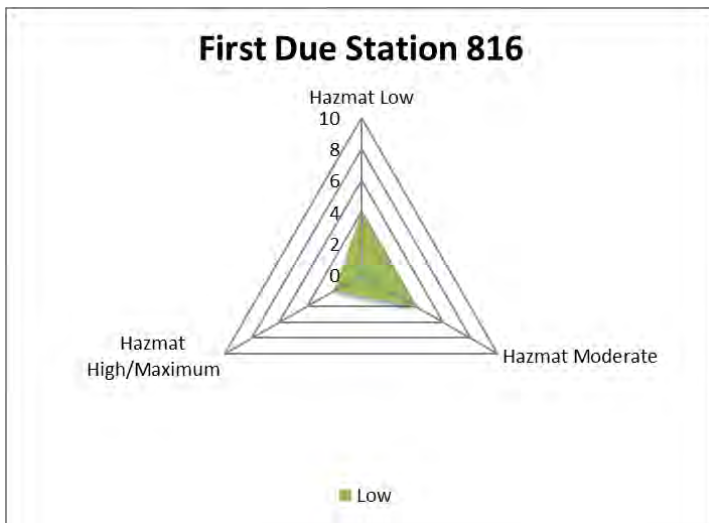 First Due Station 816
Hazmat Low
10
8
6
4
2
0
Hazmat
High/Maximum
Hazmat Moderate
Low